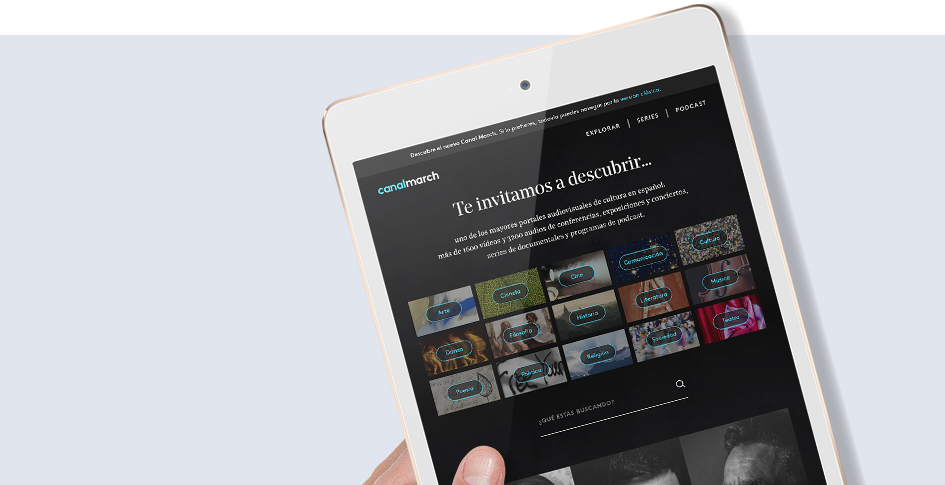 Descubre el nuevo Canal March. Si lo prefieres, todavía puedes navegar por la versión clásica.
EXPLORAR | SERIES | PODCAST
canalmarch
Te invitamos a descubrir...
uno de los mayores portales audiovisuales de cultura en español,
más de 1600 vídeos y 7200 audios de conferencias, exposiciones y conciertos,
series de documentales y programas de podcast.
Arte
Ciencia
Cine
Comunicación
Cultura
Danza
Filosofía
Historia
Literatura
Música
Poesía
Política
Religión
Sociedad
Teatro
¿QUÉ ESTÁS BUSCANDO?